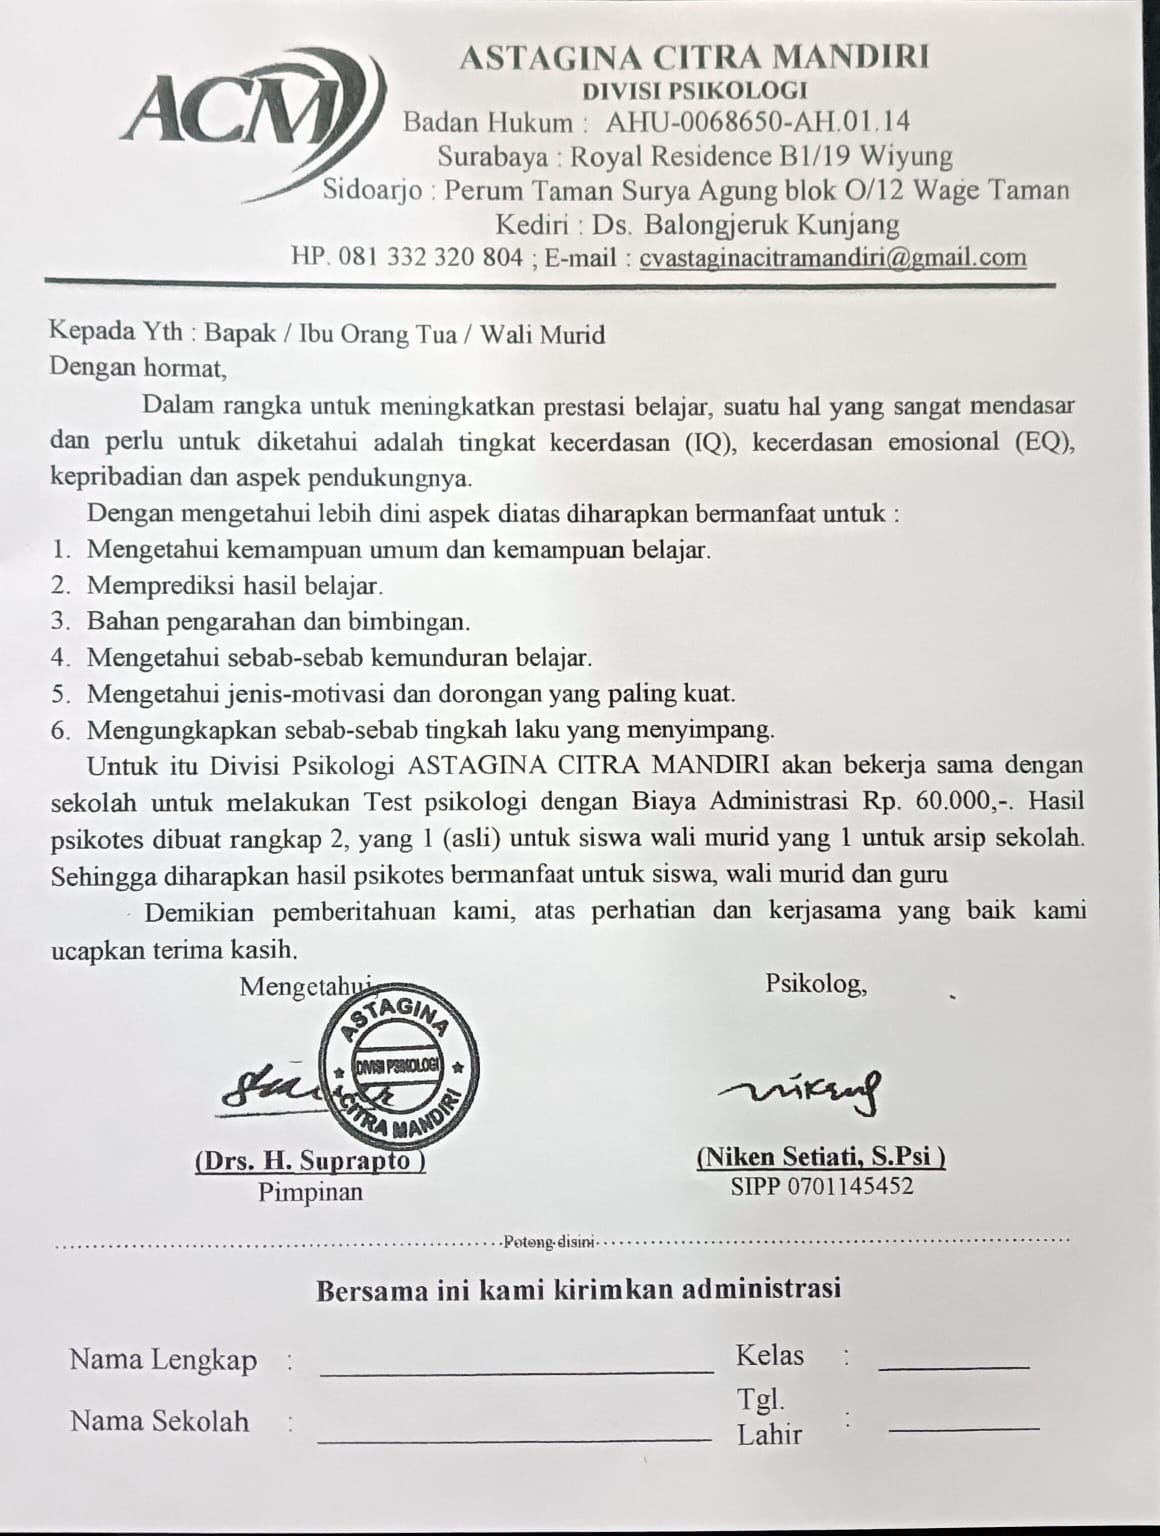 ACM
ASTAGINA CITRA MANDIRI
DIVISI PSIKOLOGI
Badan Hukum : AHU-0068650-AH.01.14
Surabaya : Royal Residence B1/19 Wiyung
Sidoarjo : Perum Taman Surya Agung blok O/12 Wage Taman
Kediri : Ds. Balongjeruk Kunjang
HP. 081 332 320 804 ; E-mail : cvastaginacitramandiri@gmail.com
Kepada Yth : Bapak / Ibu Orang Tua / Wali Murid
Dengan hormat,
Dalam rangka untuk meningkatkan prestasi belajar, suatu hal yang sangat mendasar
dan perlu untuk diketahui adalah tingkat kecerdasan (IQ), kecerdasan emosional (EQ),
kepribadian dan aspek pendukungnya.
Dengan mengetahui lebih dini aspek diatas diharapkan bermanfaat untuk :
1. Mengetahui kemampuan umum dan kemampuan belajar.
2. Memprediksi hasil belajar.
3. Bahan pengarahan dan bimbingan.
4. Mengetahui sebab-sebab kemunduran belajar.
5. Mengetahui jenis-motivasi dan dorongan yang paling kuat.
6. Mengungkapkan sebab-sebab tingkah laku yang menyimpang.
Untuk itu Divisi Psikologi ASTAGINA CITRA MANDIRI akan bekerja sama dengan
sekolah untuk melakukan Test psikologi dengan Biaya Administrasi Rp. 60.000,-. Hasil
psikotes dibuat rangkap 2, yang 1 (asli) untuk siswa wali murid yang 1 untuk arsip sekolah.
Sehingga diharapkan hasil psikotes bermanfaat untuk siswa, wali murid dan guru
Demikian pemberitahuan kami, atas perhatian dan kerjasama yang baik kami
ucapkan terima kasih.
Mengetahui,
Psikolog,
ASTAGINA
DIVISI PSIKOLOGI
CITRA MANDIRI
(Drs. H. Suprapto )
Pimpinan
(Niken Setiati, S.Psi )
SIPP 0701145452
Potong disini
Bersama ini kami kirimkan administrasi
Nama Lengkap :
Kelas :
Nama Sekolah :
Tgl. Lahir :